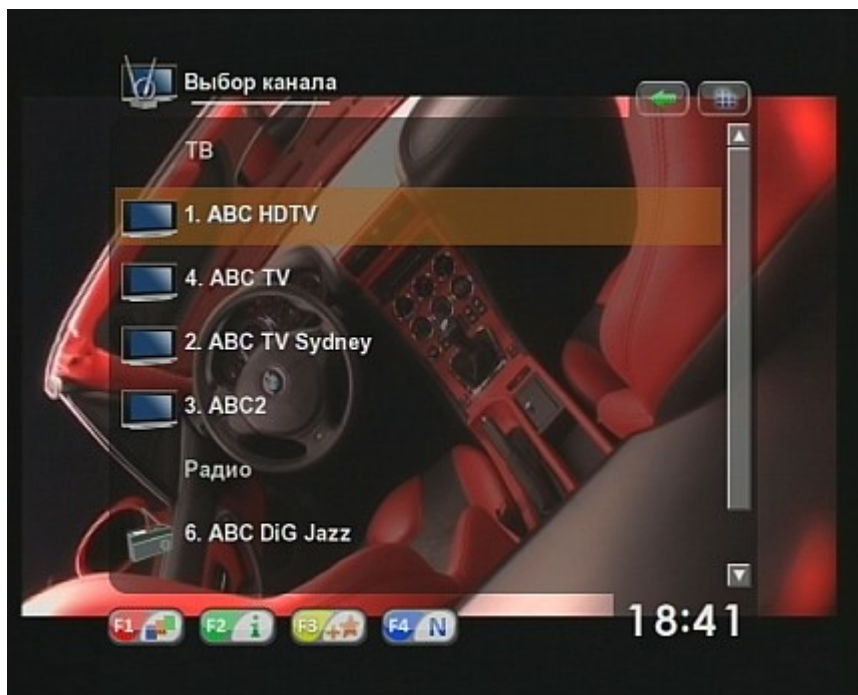 Выбор канала
ТВ
1. ABC HDTV
4. ABC TV
2. ABC TV Sydney
3. ABC2
Радио
6. ABC DiG Jazz
F1 F2 i F3 F4 N
18:41